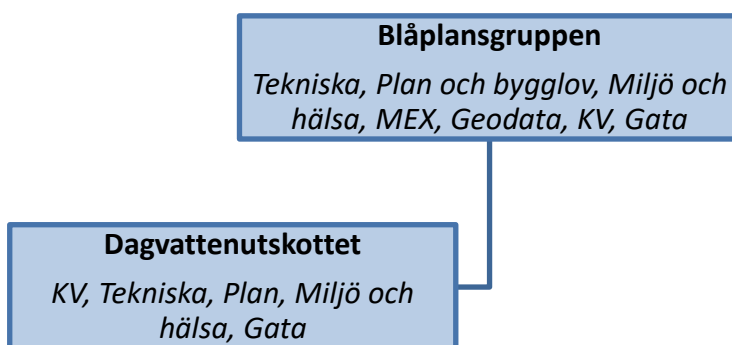 Blåplansgruppen
Tekniska, Plan och bygglov, Miljö och
hälsa, MEX, Geodata, KV, Gata
Dagvattenutskottet
KV, Tekniska, Plan, Miljö och
hälsa, Gata